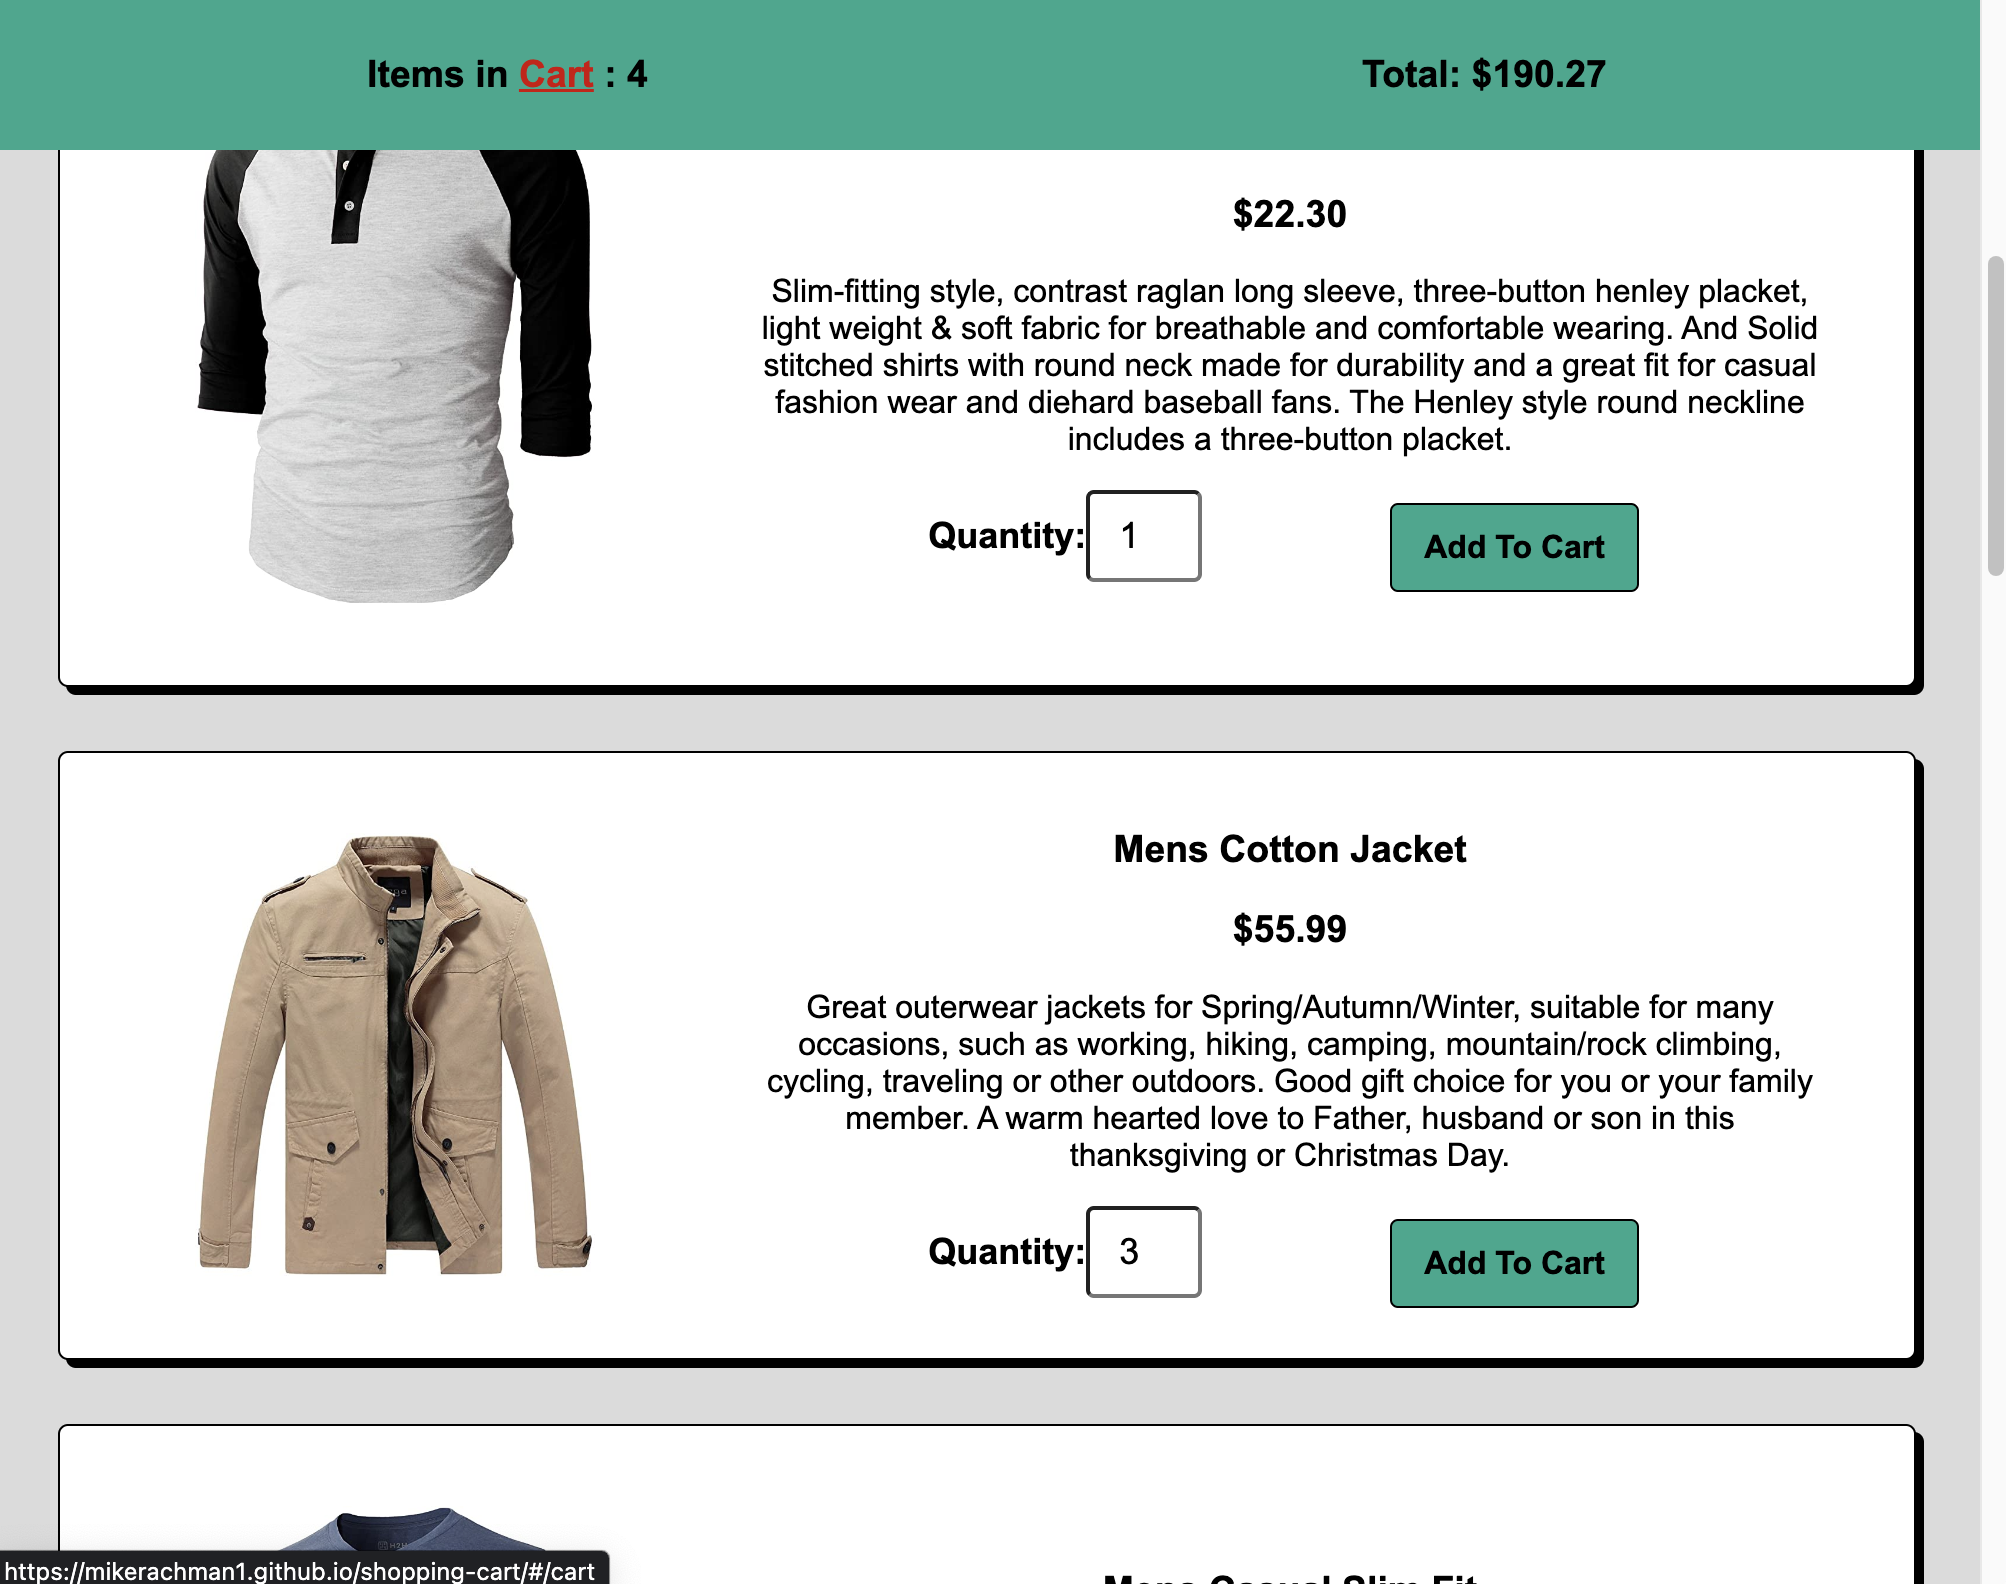 Items in Cart : 4
Total: $190.27
$22.30
Slim-fitting style, contrast raglan long sleeve, three-button henley placket,
light weight & soft fabric for breathable and comfortable wearing. And Solid
stitched shirts with round neck made for durability and a great fit for casual
fashion wear and diehard baseball fans. The Henley style round neckline
includes a three-button placket.
Quantity: 1
Add To Cart
Mens Cotton Jacket
$55.99
Great outerwear jackets for Spring/Autumn/Winter, suitable for many
occasions, such as working, hiking, camping, mountain/rock climbing,
cycling, traveling or other outdoors. Good gift choice for you or your family
member. A warm hearted love to Father, husband or son in this
thanksgiving or Christmas Day.
Quantity: 3
Add To Cart
Mens Casual Slim Fit
https://mikerachman1.github.io/shopping-cart/#/cart